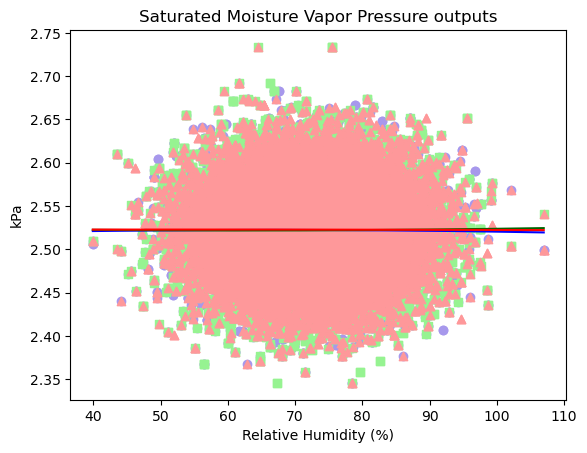 Saturated Moisture Vapor Pressure outputs
2.75
2.70
2.65
2.60
2.55
2.50
2.45
2.40
2.35
kPa
40 50 60 70 80 90 100 110
Relative Humidity (%)